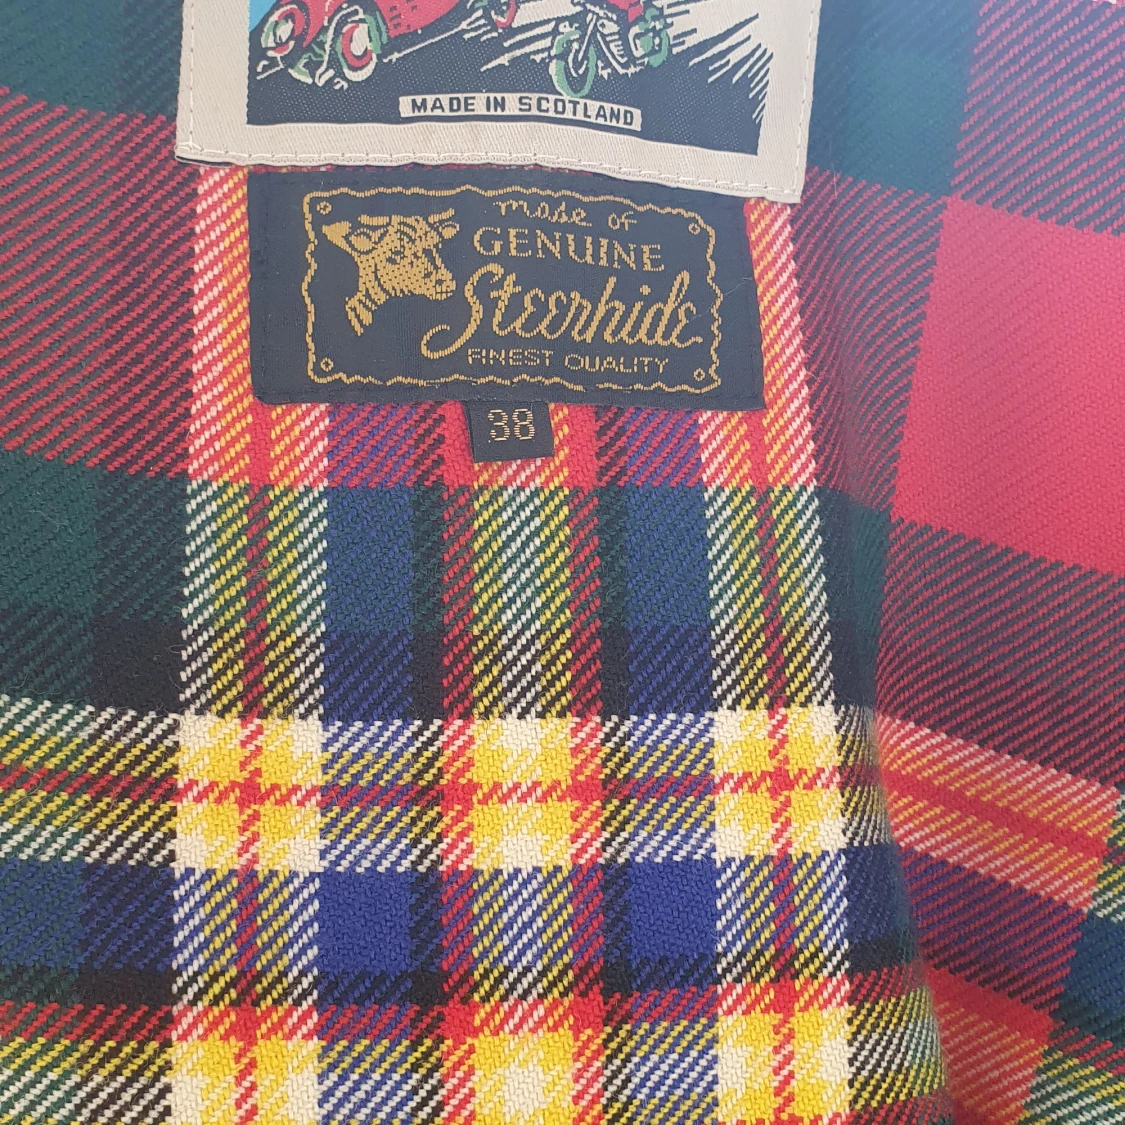 MADE IN SCOTLAND
made of
GENUINE
Steerhide
FINEST QUALITY
38